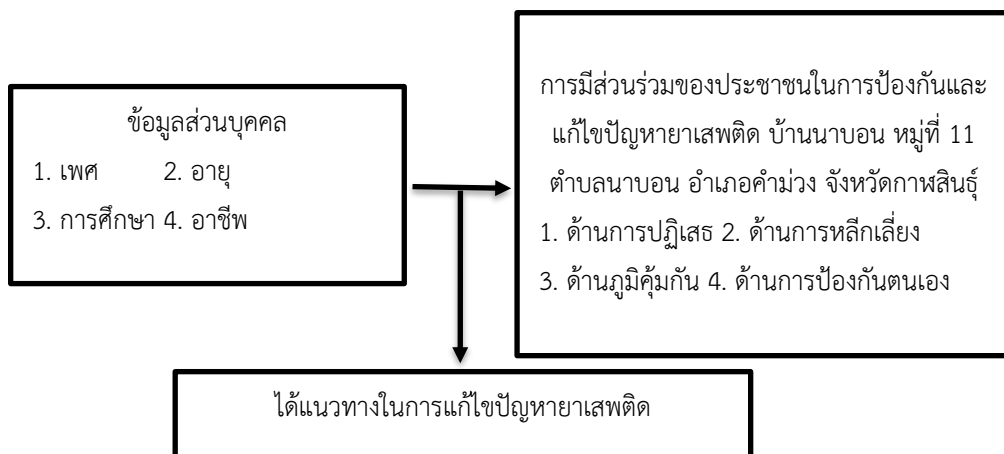 ข้อมูลส่วนบุคคล
1. เพศ 2. อายุ
3. การศึกษา 4. อาชีพ
การมีส่วนร่วมของประชาชนในการป้องกันและ
แก้ไขปัญหายาเสพติด บ้านนาบอน หมู่ที่ 11
ตำบลนาบอน อำเภอคำม่วง จังหวัดกาฬสินธุ์
1. ด้านการปฏิเสธ 2. ด้านการหลีกเลี่ยง
3. ด้านภูมิคุ้มกัน 4. ด้านการป้องกันตนเอง
ได้แนวทางในการแก้ไขปัญหายาเสพติด